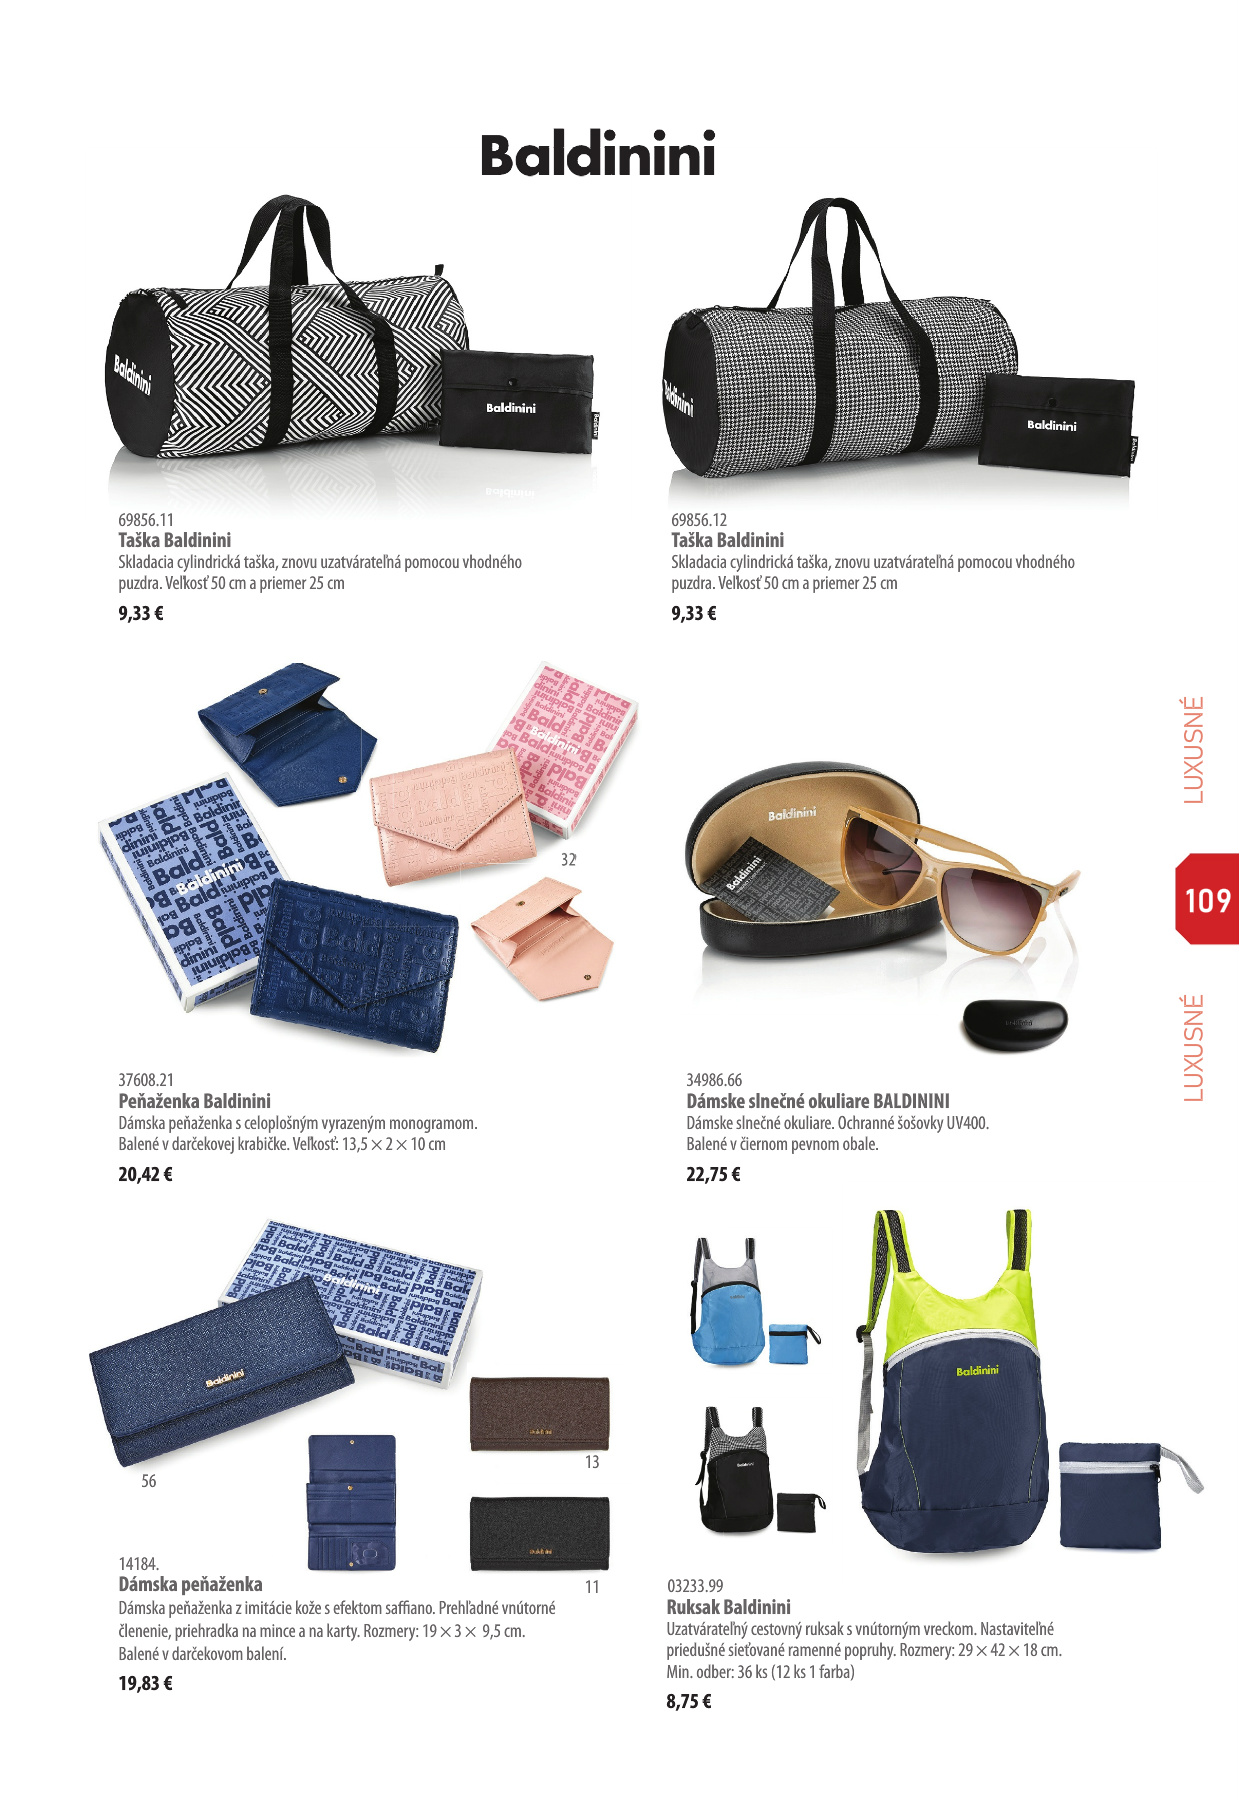 Baldinini
Baldinini
Baldinini
Baldinini
Baldinini
69856.11
Taška Baldinini
Skladacia cylindrická taška, znovu uzatvárateľná pomocou vhodného
puzdra. Veľkosť 50 cm a priemer 25 cm
9,33 €
69856.12
Taška Baldinini
Skladacia cylindrická taška, znovu uzatvárateľná pomocou vhodného
puzdra. Veľkosť 50 cm a priemer 25 cm
9,33 €
Baldinini
Baldinini
32
37608.21
Peňaženka Baldinini
Dámska peňaženka s celoplošným vyrazeným monogramom.
Balené v darčekovej krabičke. Veľkosť: 13,5 × 2 × 10 cm
20,42 €
Baldinini
Baldinini
34986.66
Dámske slnečné okuliare BALDININI
Dámske slnečné okuliare. Ochranné šošovky UV400.
Balené v čiernom pevnom obale.
22,75 €
LUXUSNÉ
109
LUXUSNÉ
Baldinini
Baldinini
56
13
11
14184.
Dámska peňaženka
Dámska peňaženka z imitácie kože s efektom saffiano. Prehľadné vnútorné
členenie, priehradka na mince a na karty. Rozmery: 19 × 3 × 9,5 cm.
Balené v darčekovom balení.
19,83 €
Baldinini
03233.99
Ruksak Baldinini
Uzatvárateľný cestovný ruksak s vnútorným vreckom. Nastaviteľné
priedušné sieťované ramenné popruhy. Rozmery: 29 × 42 × 18 cm.
Min. odber: 36 ks (12 ks 1 farba)
8,75 €